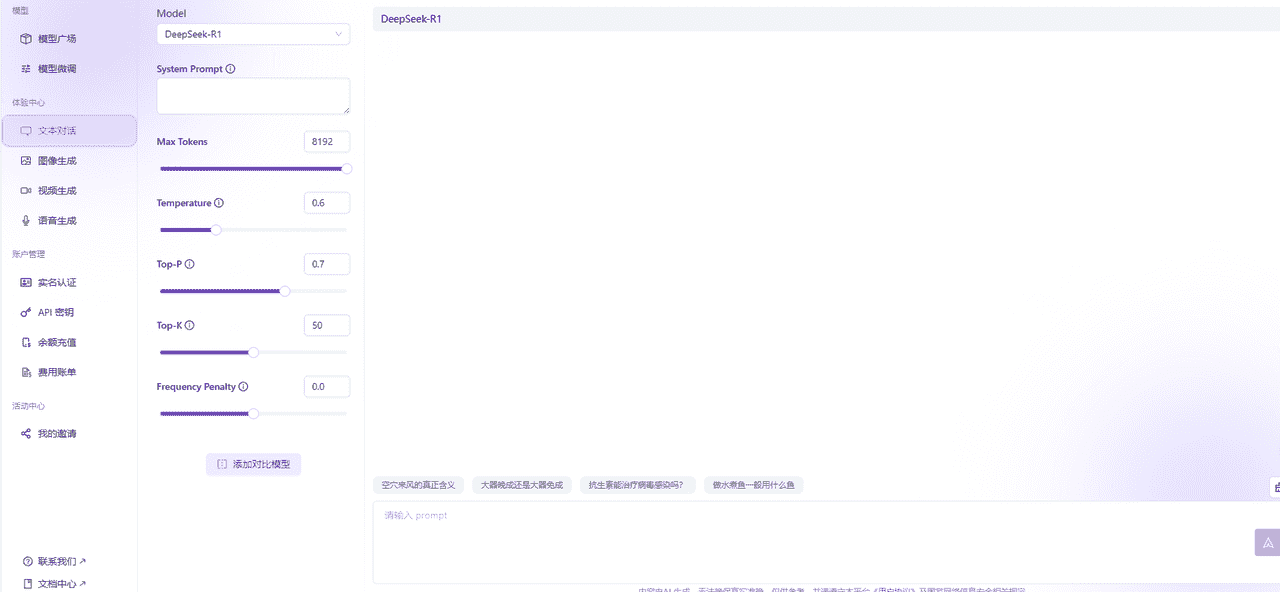 模型
模型广场
模型微调
体验中心
文本对话
图像生成
视频生成
语音生成
账户管理
实名认证
API 密钥
余额充值
费用账单
活动中心
我的邀请
联系我们
文档中心
Model
DeepSeek-R1
System Prompt
Max Tokens 8192
Temperature 0.6
Top-P 0.7
Top-K 50
Frequency Penalty 0.0
添加对比模型
DeepSeek-R1
空穴来风的真正含义 大器晚成还是大器免成 抗生素能治疗病毒感染吗? 做水煮鱼一般用什么鱼
请输入 prompt